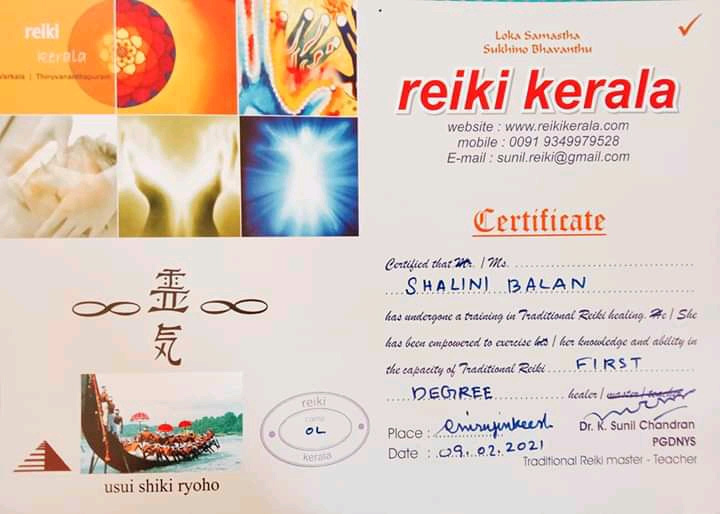 reiki
kerala
Varkala | Thiruvananthapuram
靈
気
usui shiki ryoho
reiki
camp
OL
kerala
Loka Samastha
Sukhino Bhavanthu
reiki kerala
website : www.reikikerala.com
mobile : 0091 9349979528
E-mail : sunil.reiki@gmail.com
Certificate
Certified that Mr. / Ms.
SHALINI BALAN
has undergone a training in Traditional Reiki healing. He / She
has been empowered to exercise his / her knowledge and ability in
the capacity of Traditional Reiki FIRST
DEGREE healer / master / teacher
Dr. K. Sunil Chandran
PGDNYS
Place :
Date : 09.02.2021
Traditional Reiki master - Teacher